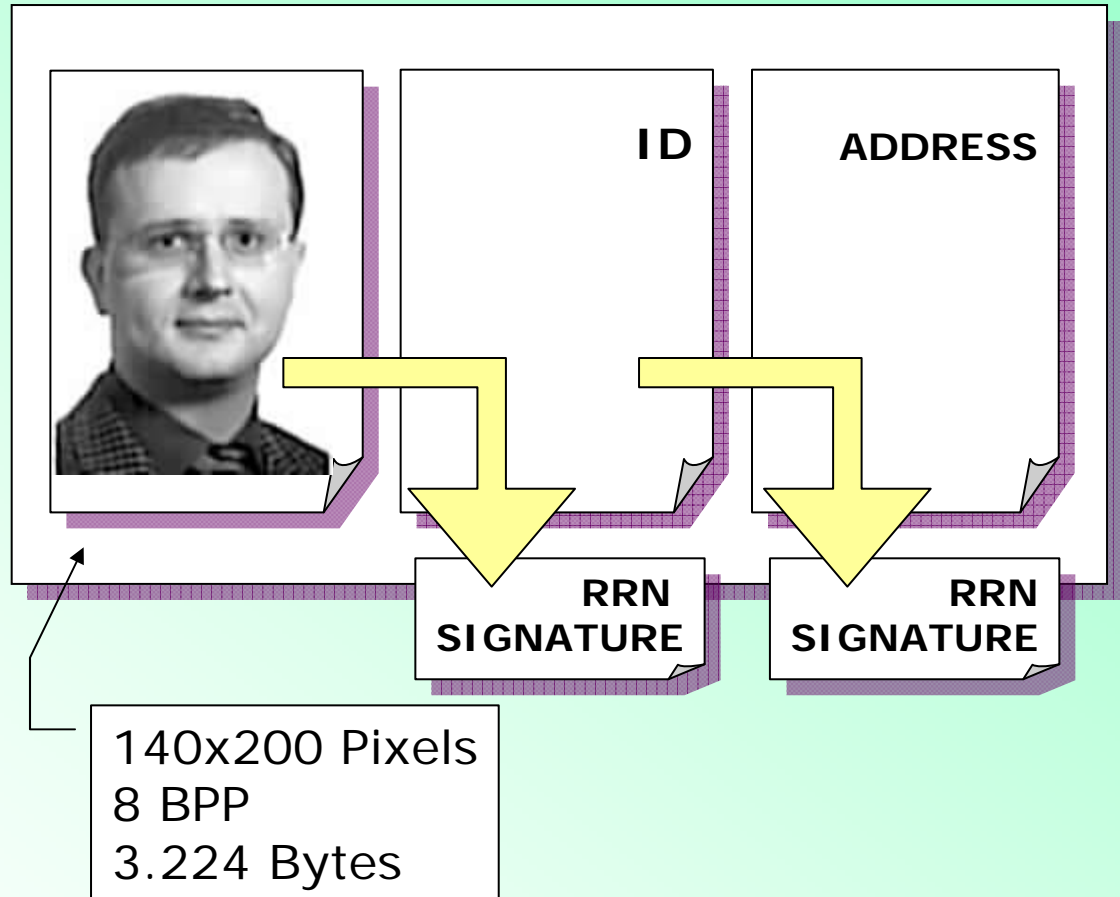 ID
ADDRESS
RRN
SIGNATURE
RRN
SIGNATURE
140x200 Pixels
8 BPP
3.224 Bytes